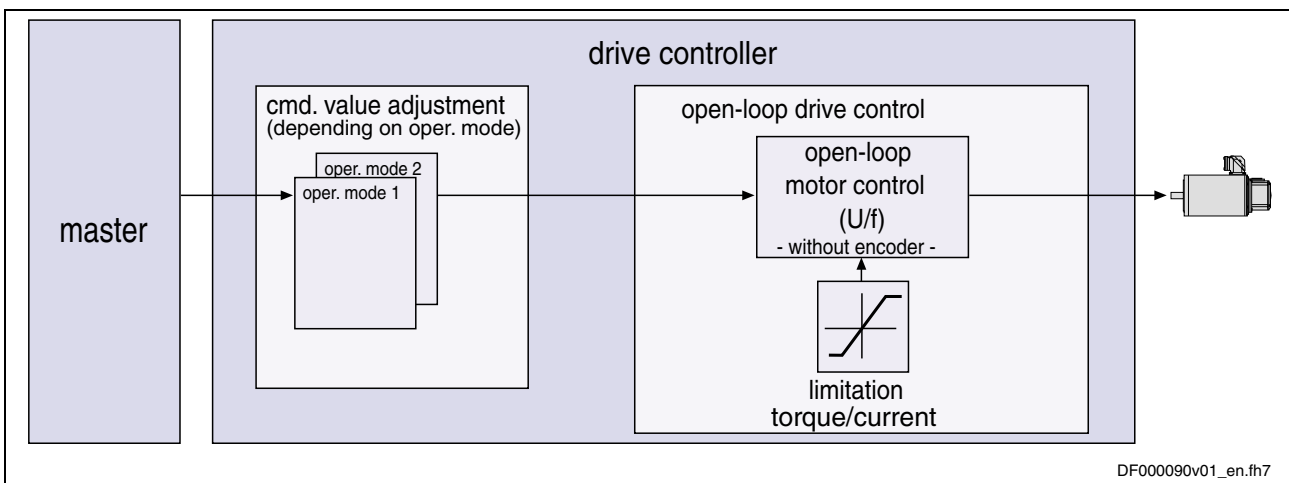 drive controller
master
cmd. value adjustment
(depending on oper. mode)
oper. mode 2
oper. mode 1
open-loop drive control
open-loop
motor control
(U/f)
- without encoder -
limitation
torque/current
DF000090v01_en.fh7